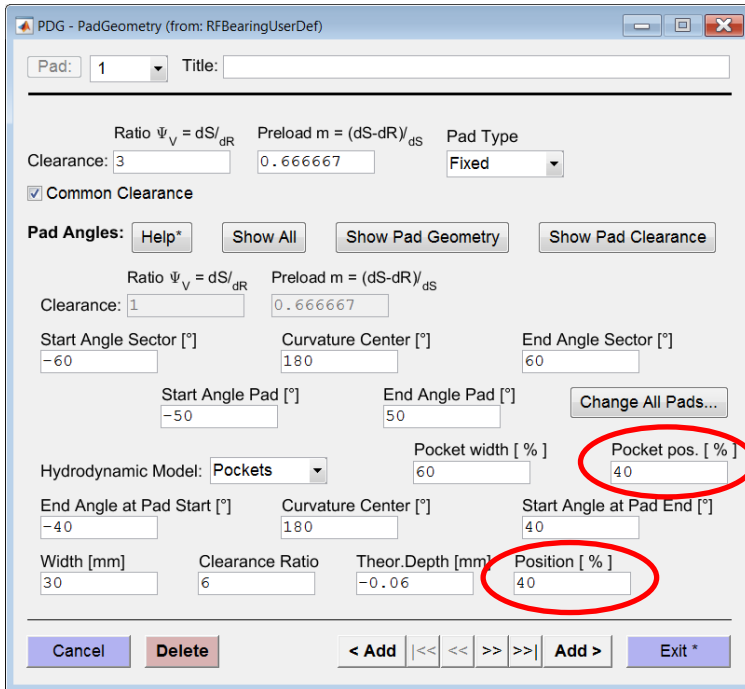 PDG - PadGeometry (from: RFBearingUserDef)
Pad: 1 Title:
Ratio ΨV = dS/dR Preload m = (dS-dR)/dS Pad Type
Clearance: 3 0.666667 Fixed
Common Clearance
Pad Angles: Help* Show All Show Pad Geometry Show Pad Clearance
Ratio ΨV = dS/dR Preload m = (dS-dR)/dS
Clearance: 1 0.666667
Start Angle Sector [°] Curvature Center [°] End Angle Sector [°]
-60 180 60
Start Angle Pad [°] End Angle Pad [°] Change All Pads...
-50 50
Pocket width [ % ] Pocket pos. [ % ]
Hydrodynamic Model: Pockets 60 40
End Angle at Pad Start [°] Curvature Center [°] Start Angle at Pad End [°]
-40 180 40
Width [mm] Clearance Ratio Theor.Depth [mm] Position [ % ]
30 6 -0.06 40
Cancel Delete < Add |<< << >> >>| Add > Exit *